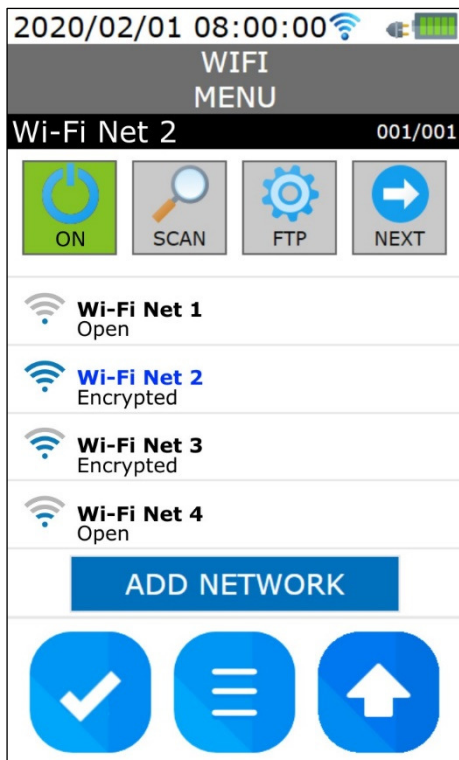 2020/02/01 08:00:00
WIFI
MENU
Wi-Fi Net 2 001/001
ON SCAN FTP NEXT
Wi-Fi Net 1
Open
Wi-Fi Net 2
Encrypted
Wi-Fi Net 3
Encrypted
Wi-Fi Net 4
Open
ADD NETWORK